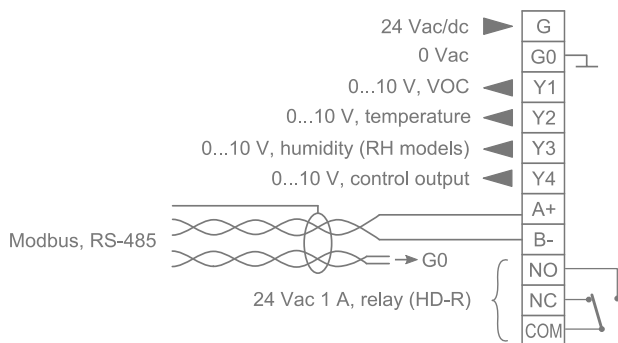 24 Vac/dc G
0 Vac G0
0...10 V, VOC Y1
0...10 V, temperature Y2
0...10 V, humidity (RH models) Y3
0...10 V, control output Y4
A+
Modbus, RS-485 B-
G0
NO
24 Vac 1 A, relay (HD-R) NC
COM